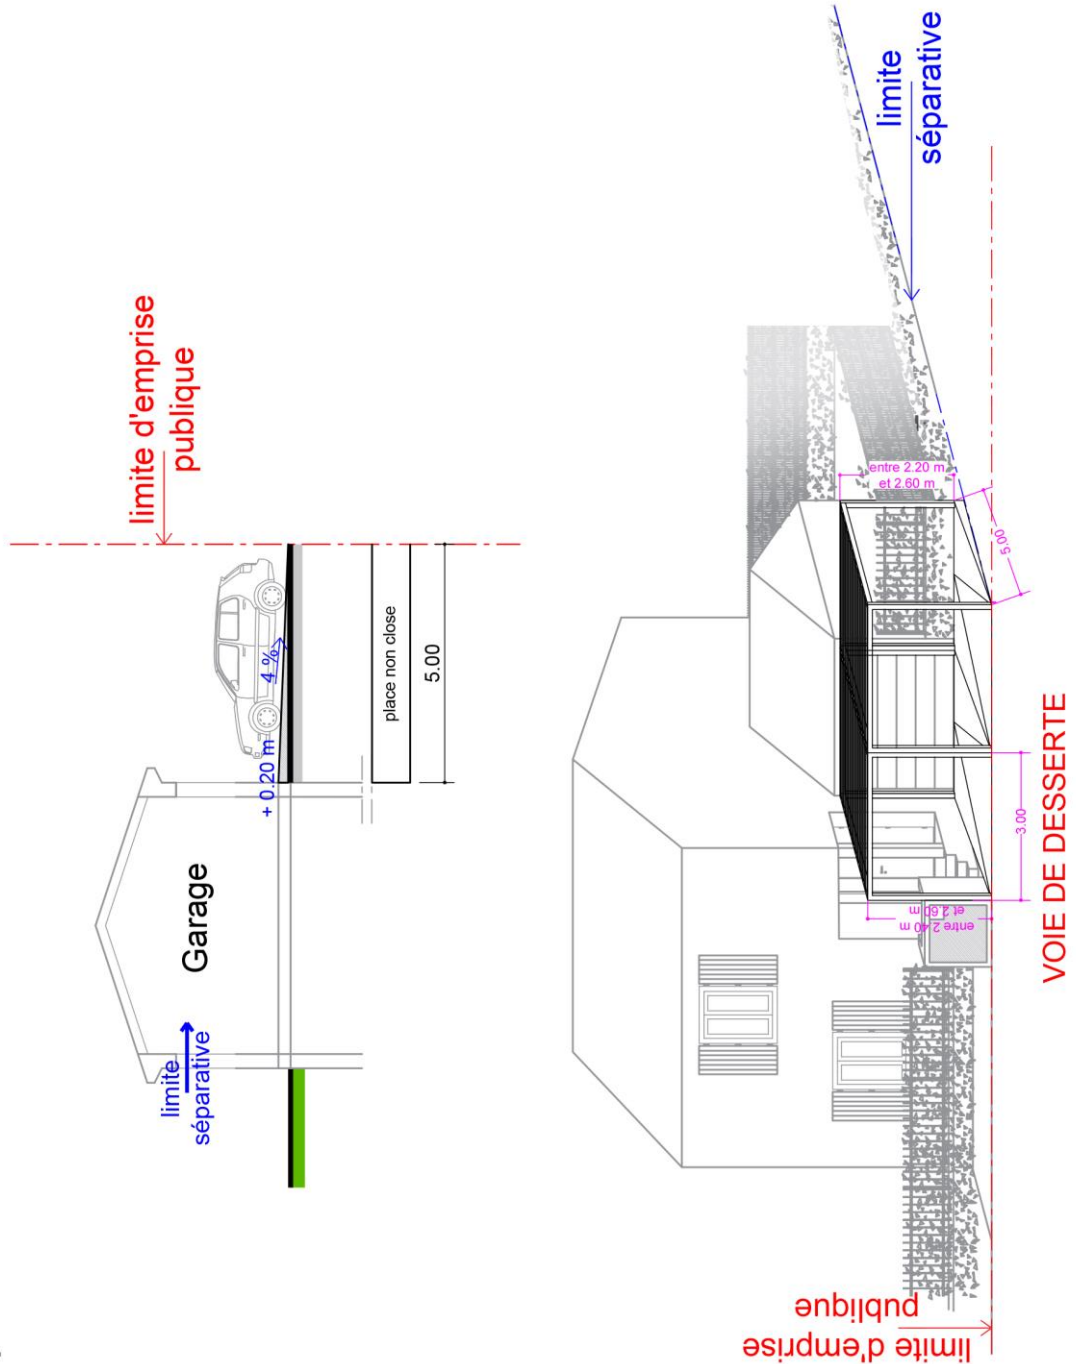 limite d'emprise
publique
4 %
+ 0.20 m
Garage
limite
séparative
place non close
5.00
limite
séparative
entre 2.20 m
et 2.60 m
5.00
3.00
entre 2.40 m
et 2.60 m
VOIE DE DESSERTE
limite d'emprise
publique